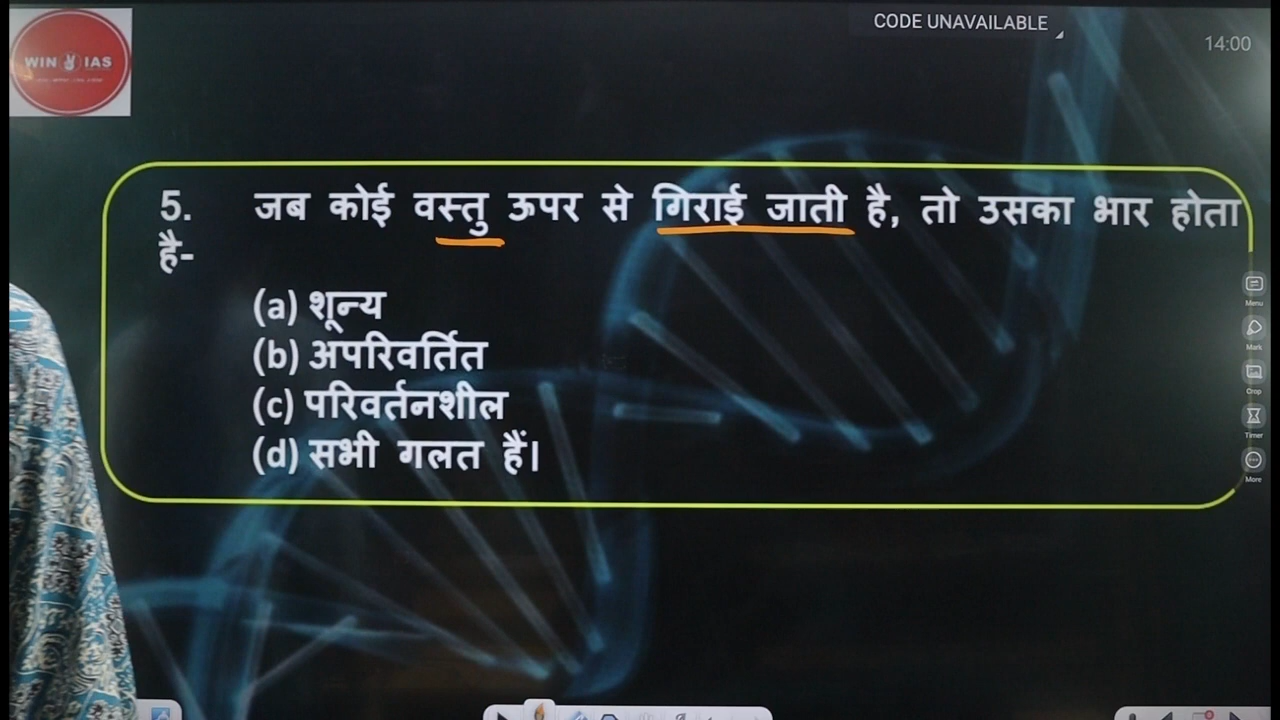 WIN IAS
CODE UNAVAILABLE
14:00
5. जब कोई वस्तु ऊपर से गिराई जाती है, तो उसका भार होता
है-
(a) शून्य
(b) अपरिवर्तित
(c) परिवर्तनशील
(d) सभी गलत हैं।
Menu
Mark
Crop
Timer
More